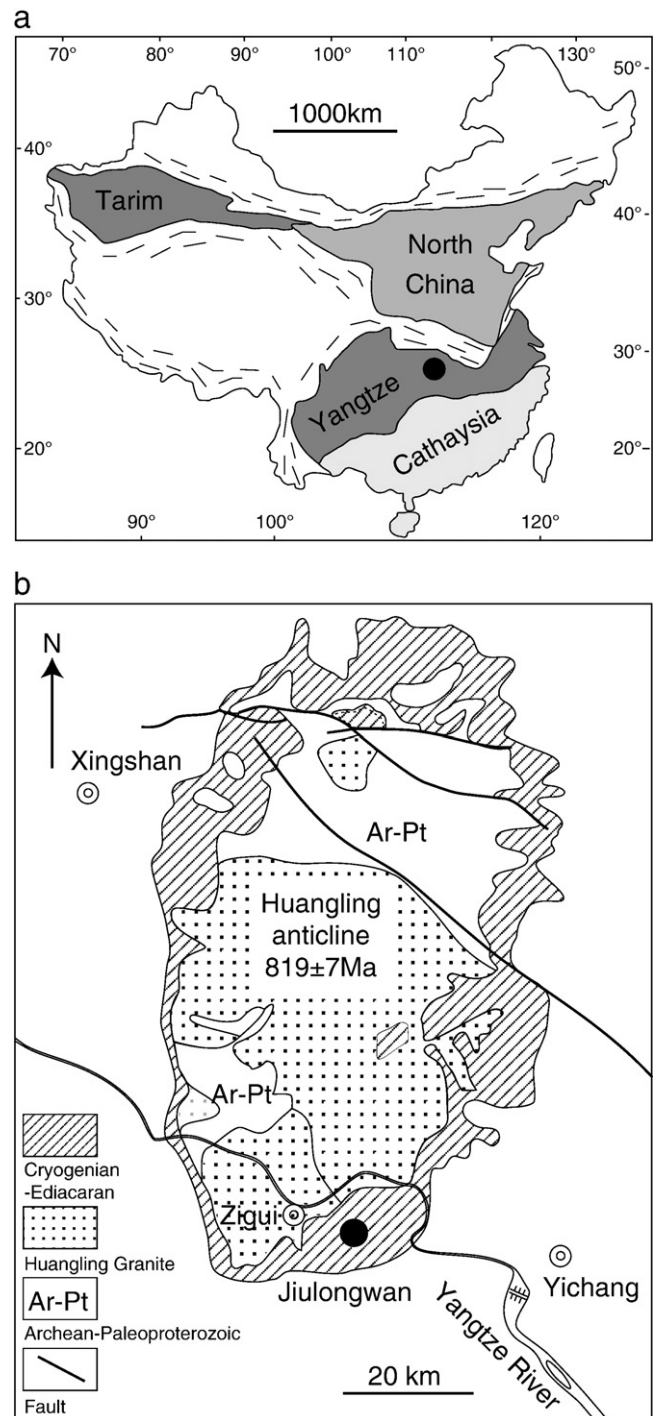 a
70° 80° 90° 100° 110° 130°
50°
1000km
40°
Tarim
40°
North
China
30°
30°
Yangtze
Cathaysia
20°
20°
90° 100° 120°
b
N
Xingshan
Ar-Pt
Huangling
anticline
819±7Ma
Ar-Pt
Cryogenian
-Ediacaran
Zigui
Huangling Granite
Jiulongwan
Yichang
Ar-Pt
Archean-Paleoproterozoic
Yangtze River
20 km
Fault